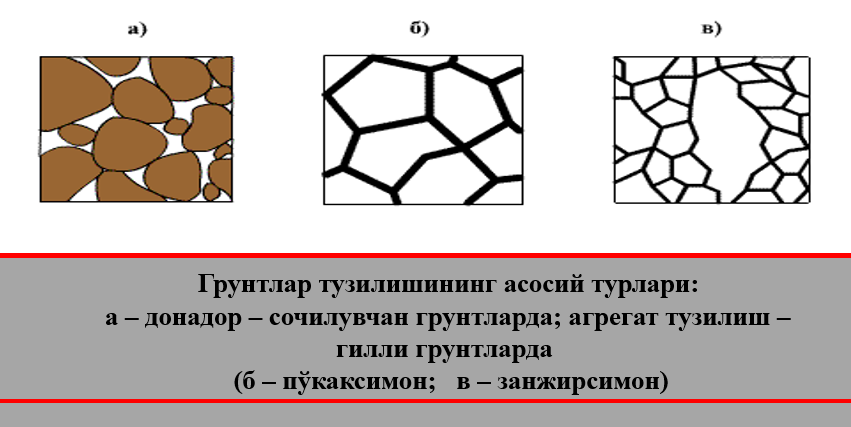 а) б) в)
Грунтлар тузилишининг асосий турлари:
а – донадор – сочилувчан грунтларда; агрегат тузилиш –
гилли грунтларда
(б – пўкаксимон; в – занжирсимон)